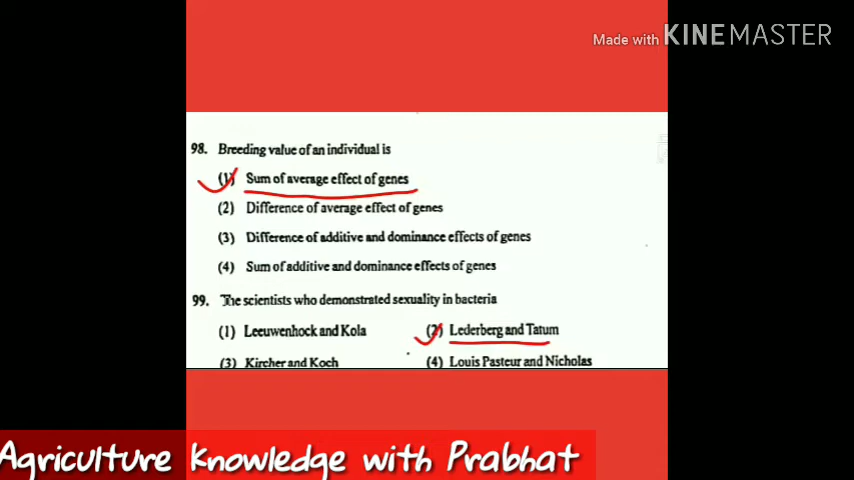 Made with KINEMASTER
98. Breeding value of an individual is
(1) Sum of average effect of genes
(2) Difference of average effect of genes
(3) Difference of additive and dominance effects of genes
(4) Sum of additive and dominance effects of genes
99. The scientists who demonstrated sexuality in bacteria
(1) Leeuwenhock and Kola (2) Lederberg and Tatum
(3) Kircher and Koch (4) Louis Pasteur and Nicholas
Agriculture Knowledge with Prabhat